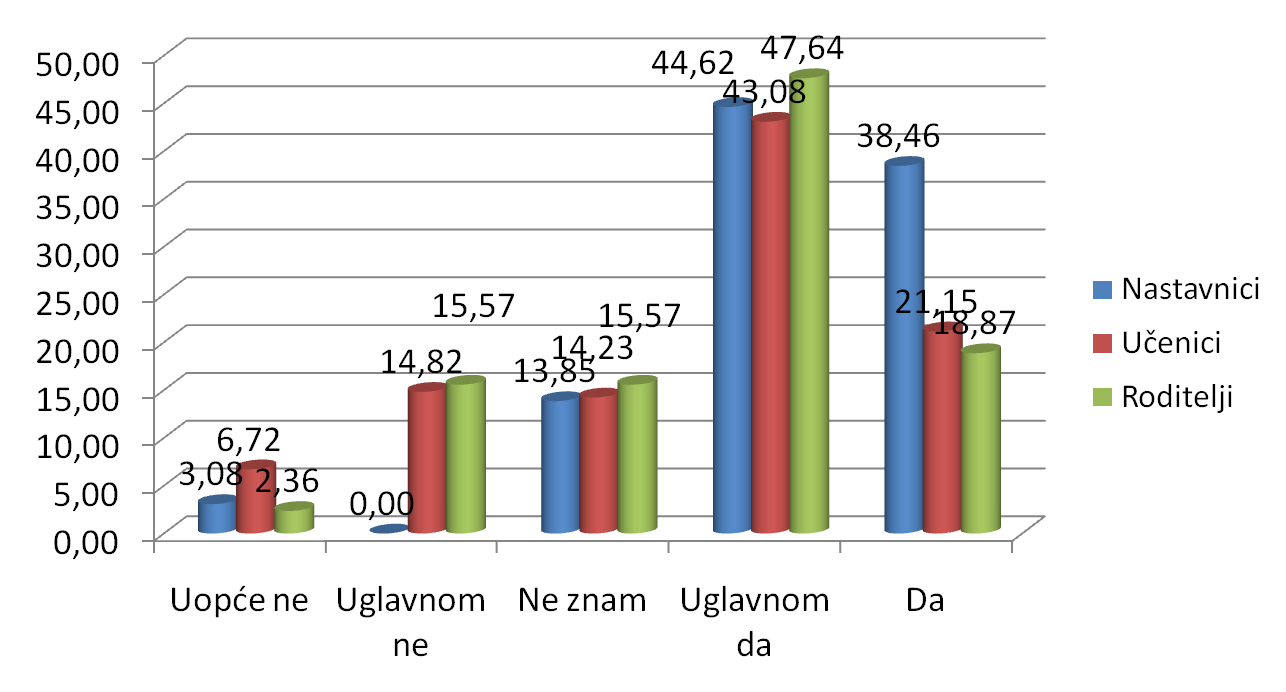 50,00
45,00
40,00
35,00
30,00
25,00
20,00
15,00
10,00
5,00
0,00
3,08
6,72
2,36
0,00
14,82
15,57
13,85
14,23
15,57
44,62
43,08
47,64
38,46
21,15
18,87
Uopće ne
Uglavnom
ne
Ne znam
Uglavnom
da
Da
Nastavnici
Učenici
Roditelji